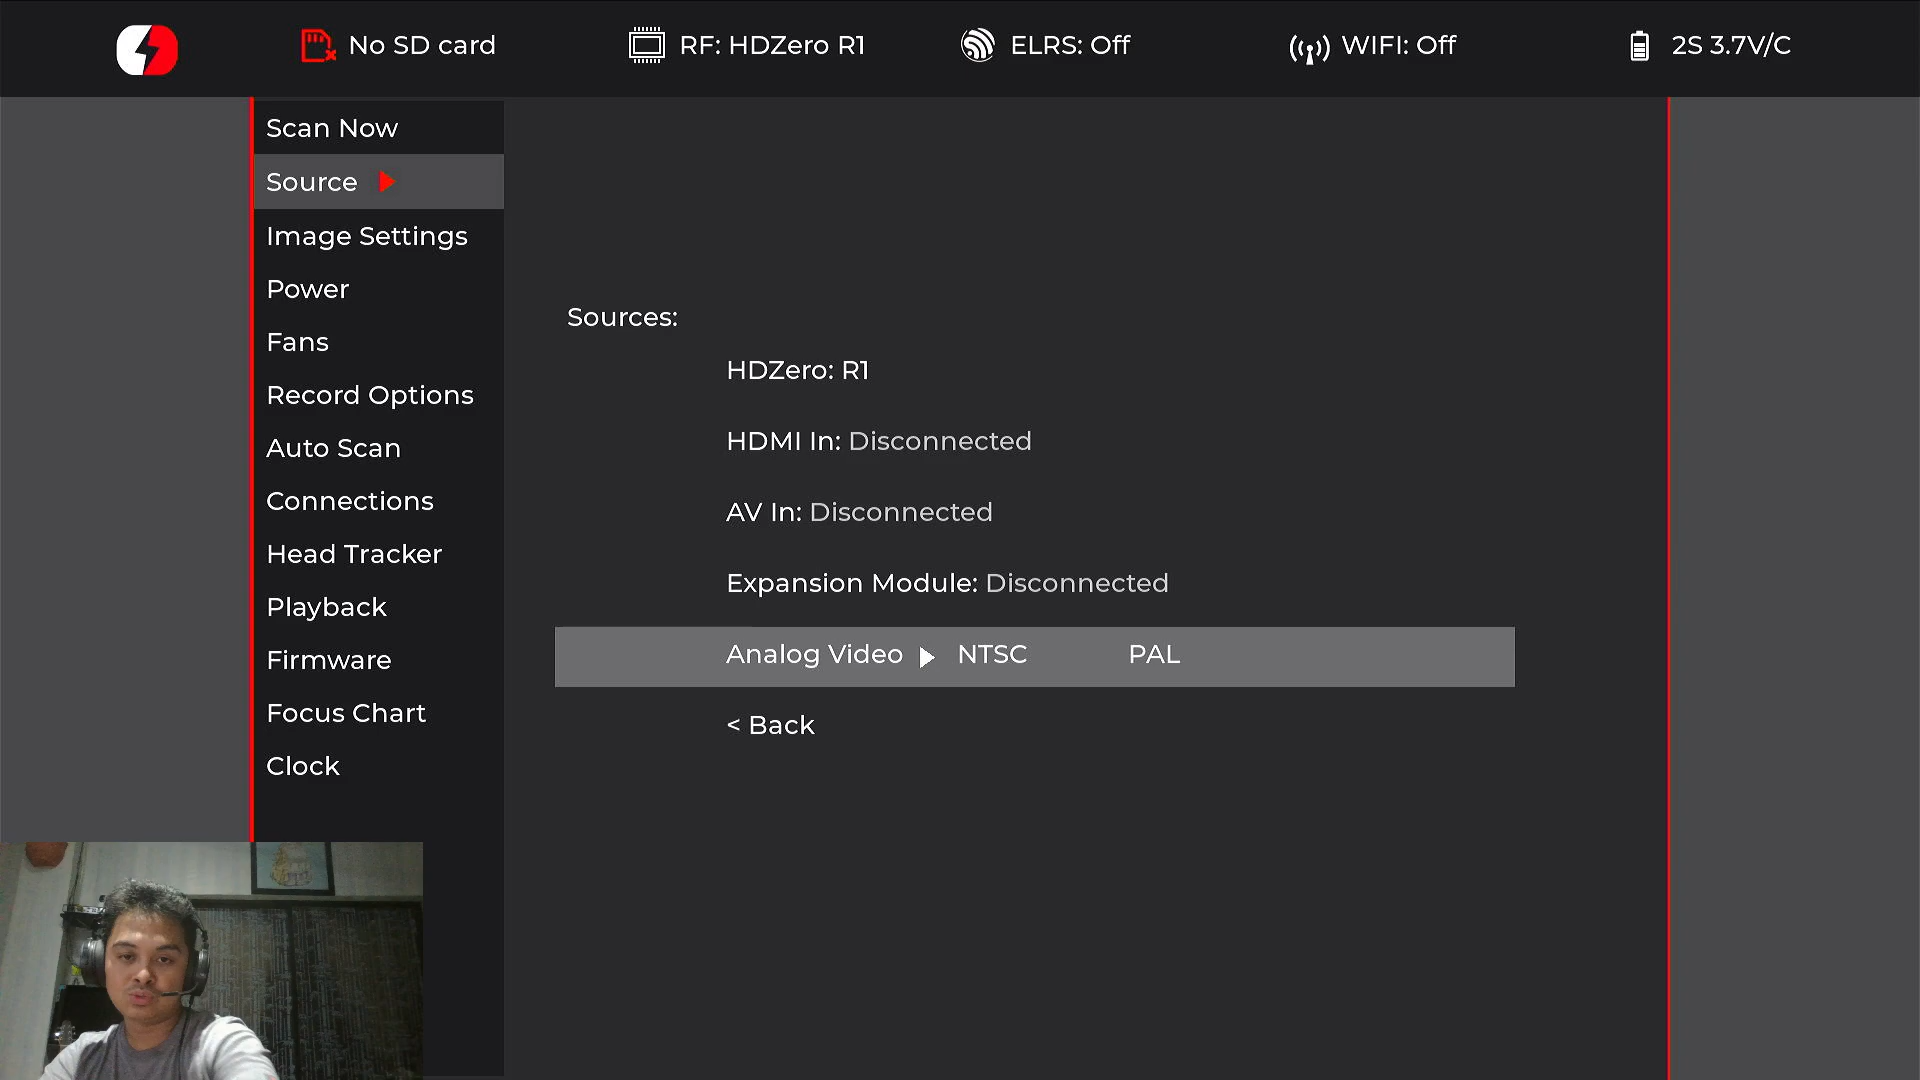 No SD card
RF: HDZero R1
ELRS: Off
WIFI: Off
2S 3.7V/C
Scan Now
Source
Image Settings
Power
Fans
Record Options
Auto Scan
Connections
Head Tracker
Playback
Firmware
Focus Chart
Clock
Sources:
HDZero: R1
HDMI In: Disconnected
AV In: Disconnected
Expansion Module: Disconnected
Analog Video NTSC PAL
< Back